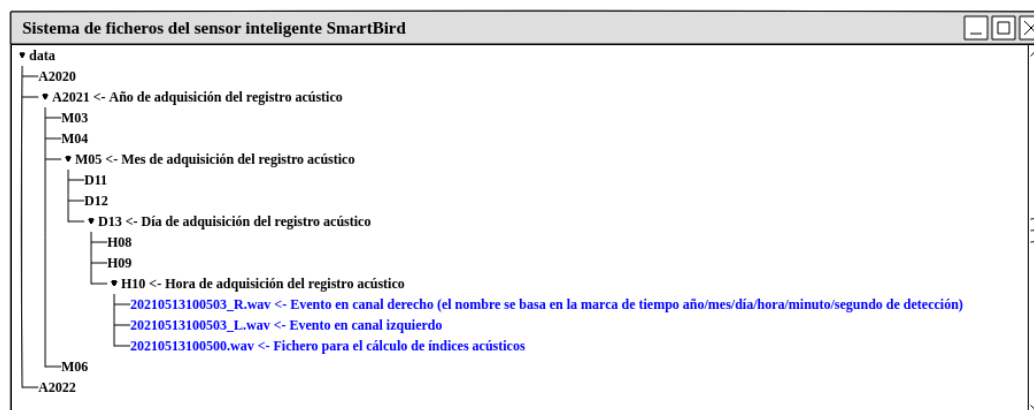 Sistema de ficheros del sensor inteligente SmartBird
data
A2020
A2021 <- Año de adquisición del registro acústico
M03
M04
M05 <- Mes de adquisición del registro acústico
D11
D12
D13 <- Día de adquisición del registro acústico
H08
H09
H10 <- Hora de adquisición del registro acústico
20210513100503_R.wav <- Evento en canal derecho (el nombre se basa en la marca de tiempo año/mes/día/hora/minuto/segundo de detección)
20210513100503_L.wav <- Evento en canal izquierdo
20210513100500.wav <- Fichero para el cálculo de índices acústicos
M06
A2022